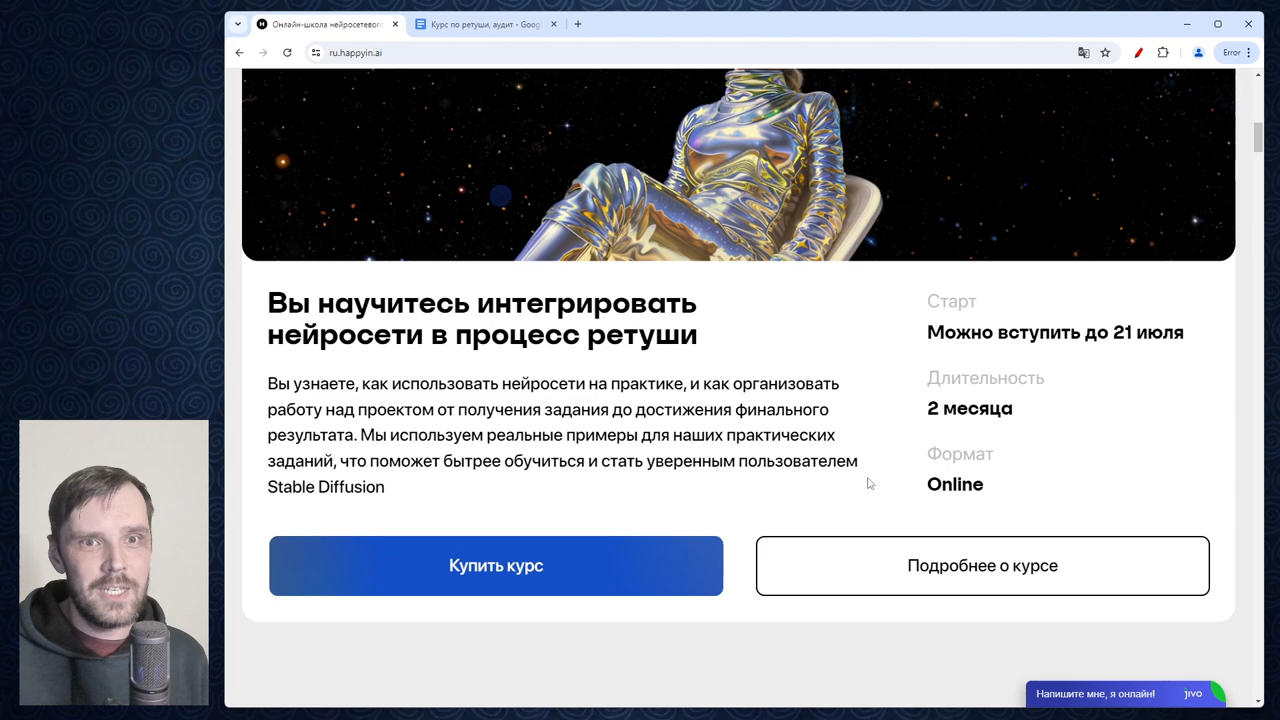 Онлайн-школа нейросетевого
Курс по ретуши, аудит - Googl
ru.happyin.ai
Error
Вы научитесь интегрировать
нейросети в процесс ретуши
Вы узнаете, как использовать нейросети на практике, и как организовать
работу над проектом от получения задания до достижения финального
результата. Мы используем реальные примеры для наших практических
заданий, что поможет бытрее обучиться и стать уверенным пользователем
Stable Diffusion
Старт
Можно вступить до 21 июля
Длительность
2 месяца
Формат
Online
Купить курс
Подробнее о курсе
Напишите мне, я онлайн!
jivo